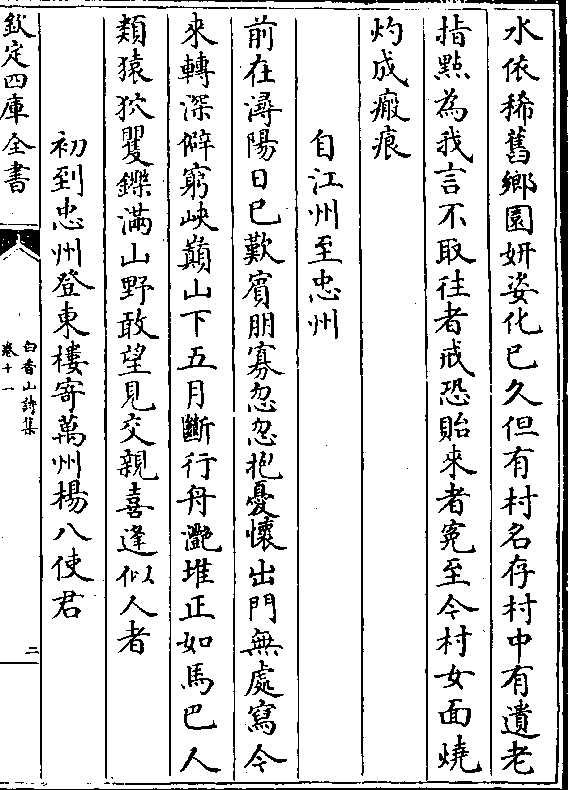 水依稀舊鄉園妍姿化已久但有村名存村中有遺老
指點為我言不取往者戒恐貽來者寃至今村女面燒
灼成瘢痕
自江州至忠州
前在潯陽日已歎賓朋寡忽忽抱憂懷出門無處寫今
來轉深僻窮峽巔山下五月斷行舟灔堆正如馬巴人
類猿狖矍鑠滿山野敢望見交親喜逢似人者
初到忠州登東樓寄萬州楊八使君
欽定四庫全書
白香山詩集
卷十一
二